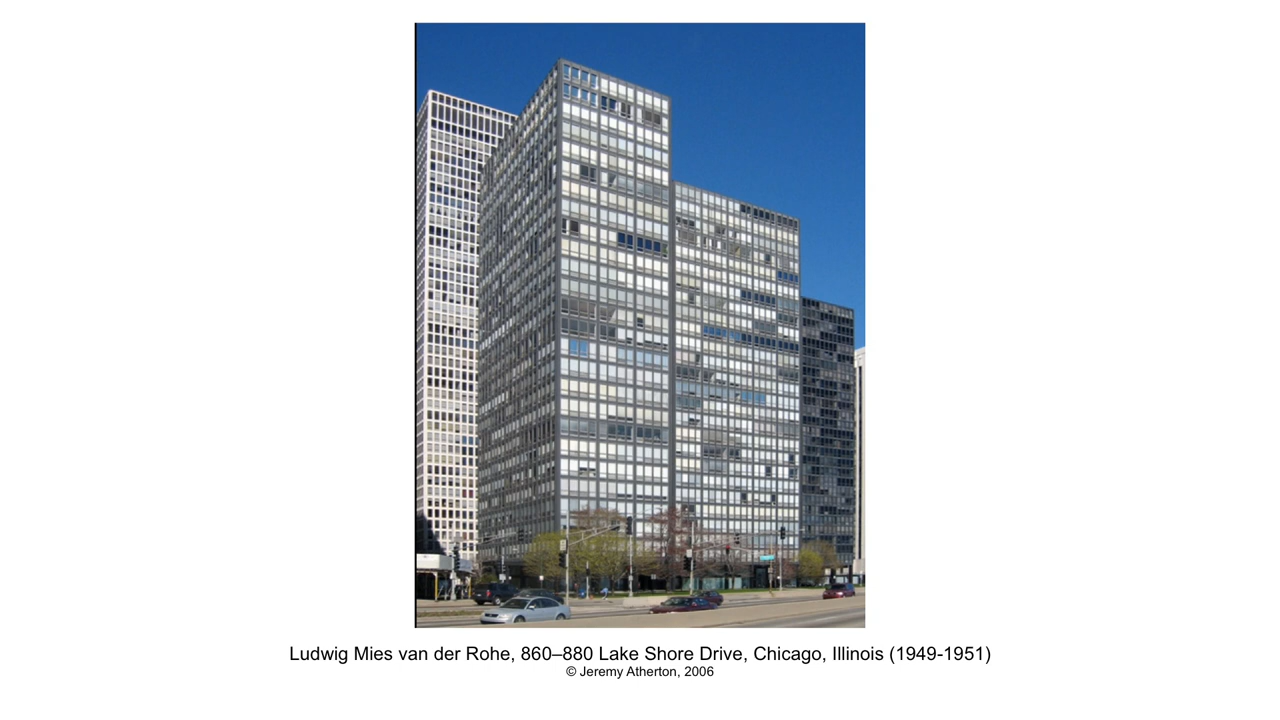 Ludwig Mies van der Rohe, 860–880 Lake Shore Drive, Chicago, Illinois (1949-1951)
© Jeremy Atherton, 2006